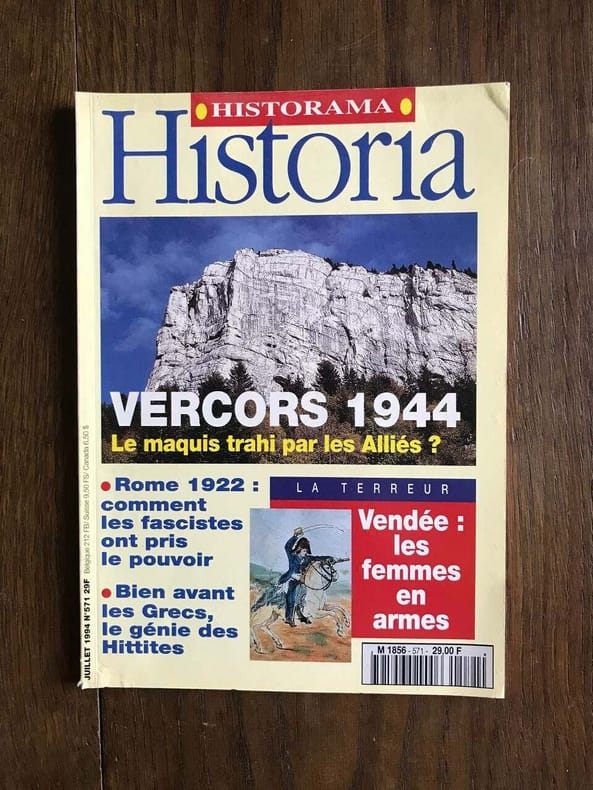 HISTORAMA
Historia
VERCORS 1944
Le maquis trahi par les Alliés ?
Rome 1922 :
comment
les fascistes
ont pris
le pouvoir
Bien avant
les Grecs,
le génie des
Hittites
LA TERREUR
Vendée :
les
femmes
en
armes
M 1856 - 571 - 29,00 F
JUILLET 1994 N°571 29F Belgique 212 FB/ Suisse 9,50 FS/ Canada 6,50 $